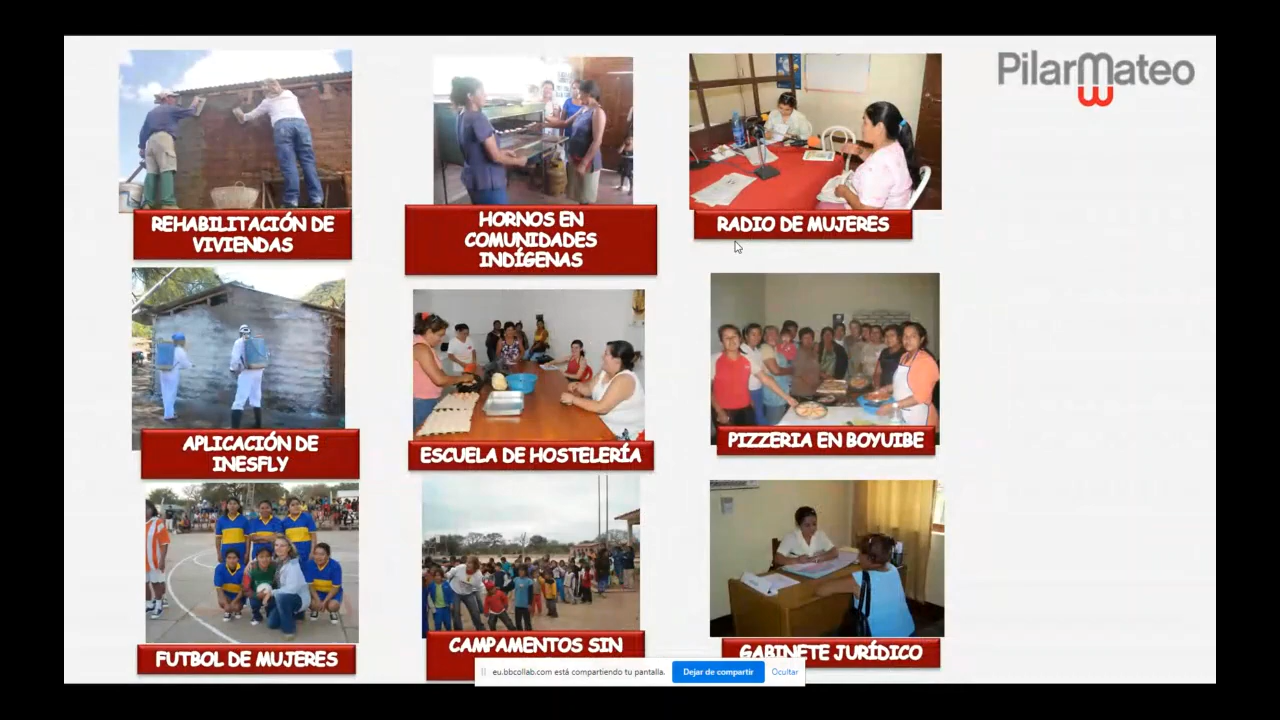 PilarMateo
REHABILITACIÓN DE
VIVIENDAS
HORNOS EN
COMUNIDADES
INDÍGENAS
RADIO DE MUJERES
APLICACIÓN DE
INESFLY
ESCUELA DE HOSTELERÍA
PIZZERIA EN BOYUIBE
FUTBOL DE MUJERES
CAMPAMENTOS SIN
GABINETE JURÍDICO
eu.bbcollab.com está compartiendo tu pantalla.
Dejar de compartir
Ocultar